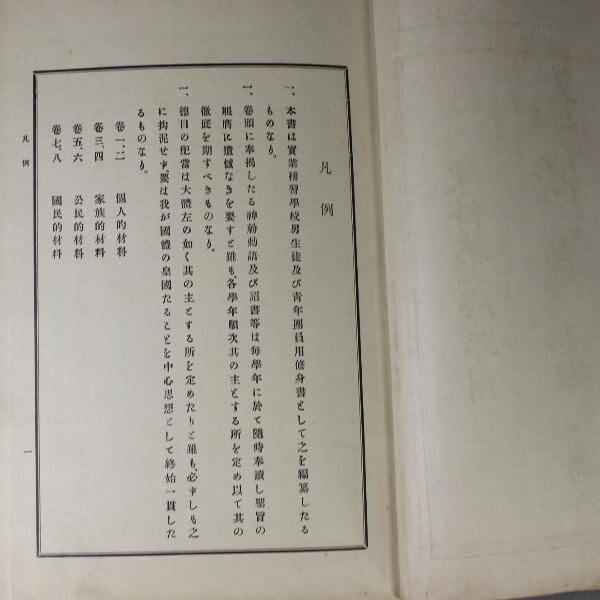 凡例
一、本書は實業補習學校男生徒及び靑年團員用修身書として之を編纂したる
ものなり。
一、卷頭に奉揭したる神勅勅語及び詔書等は每學年に於て隨時奉讀し聖旨の
服膺に遺憾なきを要すと雖も、各學年順次其の主とする所を定め以て其の
徹底を期すべきものなり。
一、德目の配當は大體左の如く其の主とする所を定めたりと雖も、必ずしも之
に拘泥せず、要は我が國體の皇國たることを中心思想として終始一貫した
るものなり。
卷一、二 個人的材料
卷三、四 家族的材料
卷五、六 公民的材料
卷七、八 國民的材料
凡例 一